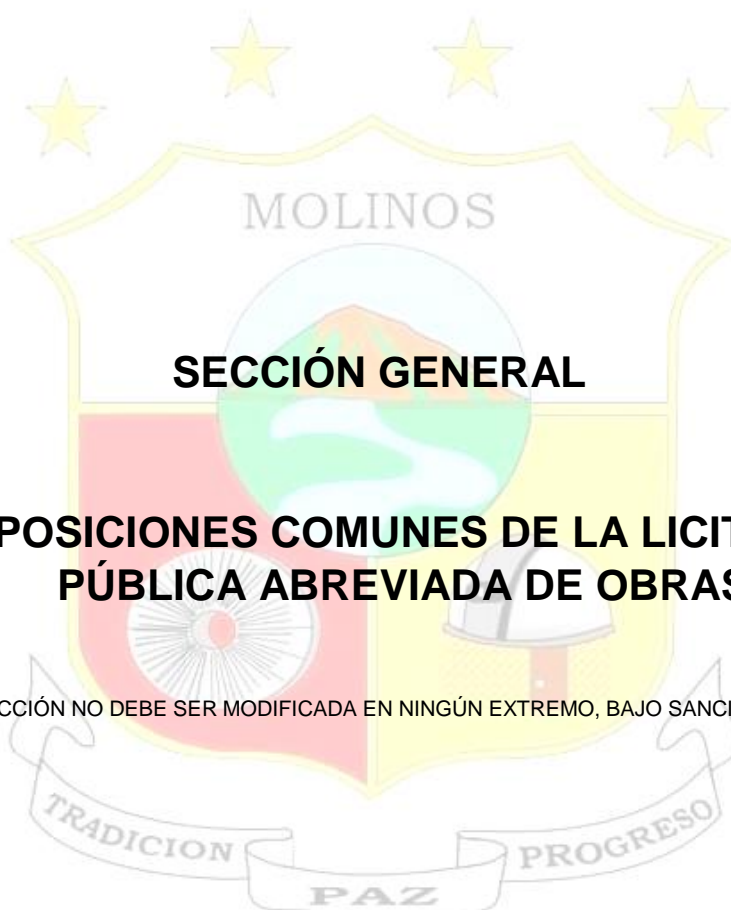 MOLINOS
SECCIÓN GENERAL
POSICIONES COMUNES DE LA LICIT
PÚBLICA ABREVIADA DE OBRAS
CCIÓN NO DEBE SER MODIFICADA EN NINGÚN EXTREMO, BAJO SANCI
TRADICION
PAZ
PROGRESO